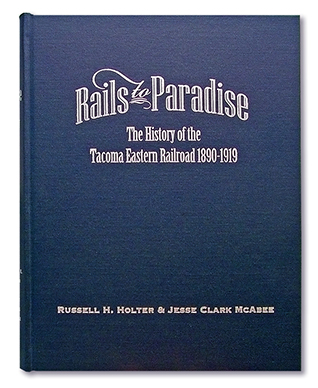 Rails to Paradise
The History of the
Tacoma Eastern Railroad 1890-1919
Russell H. Holter & Jesse Clark McAbee